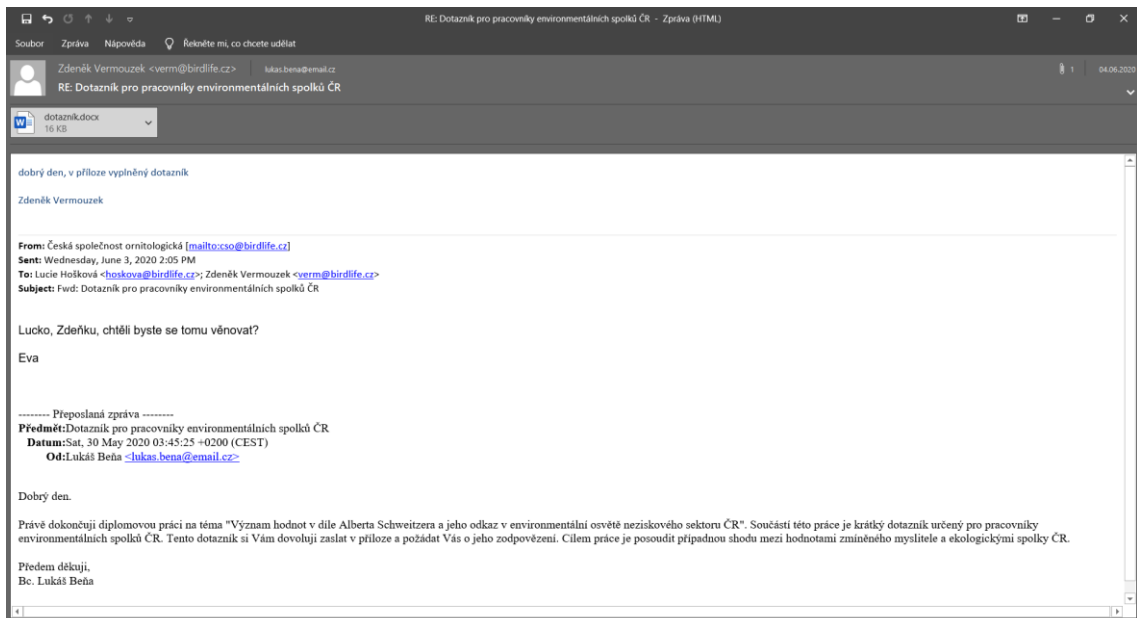 RE: Dotazník pro pracovníky environmentálních spolků ČR - Zpráva (HTML)
Soubor Zpráva Nápověda Řekněte mi, co chcete udělat
Zdeněk Vermouzek <verm@birdlife.cz> lukas.bena@email.cz 1 04.06.2020
RE: Dotazník pro pracovníky environmentálních spolků ČR
dotazník.docx
16 KB
dobrý den, v příloze vyplněný dotazník
Zdeněk Vermouzek
From: Česká společnost ornitologická [mailto:cso@birdlife.cz]
Sent: Wednesday, June 3, 2020 2:05 PM
To: Lucie Hošková <hoskova@birdlife.cz>; Zdeněk Vermouzek <verm@birdlife.cz>
Subject: Fwd: Dotazník pro pracovníky environmentálních spolků ČR
Lucko, Zdeňku, chtěli byste se tomu věnovat?
Eva
-------- Přeposlaná zpráva --------
Předmět:Dotazník pro pracovníky environmentálních spolků ČR
Datum:Sat, 30 May 2020 03:45:25 +0200 (CEST)
Od:Lukáš Beňa <lukas.bena@email.cz>
Dobrý den.
Právě dokončuji diplomovou práci na téma "Význam hodnot v díle Alberta Schweitzera a jeho odkaz v environmentální osvětě neziskového sektoru ČR". Součástí této práce je krátký dotazník určený pro pracovníky
environmentálních spolků ČR. Tento dotazník si Vám dovoluji zaslat v příloze a požádat Vás o jeho zodpovězení. Cílem práce je posoudit případnou shodu mezi hodnotami zmíněného myslitele a ekologickými spolky ČR.
Předem děkuji,
Bc. Lukáš Beňa